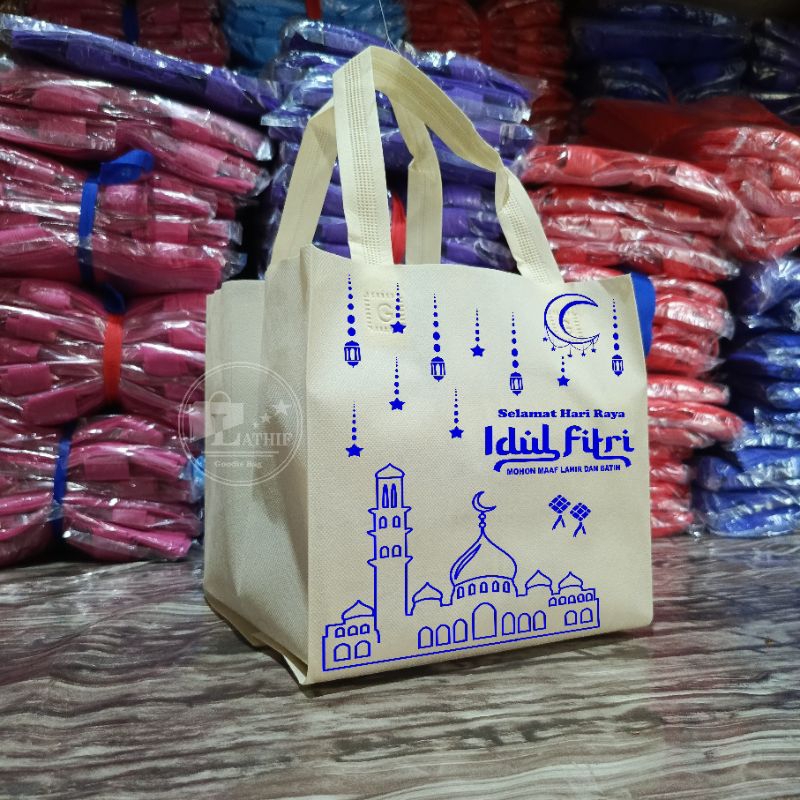 Selamat Hari Raya
Idul Fitri
MOHON MAAF LAHIR DAN BATIN
LATHIF
Goodie Bag